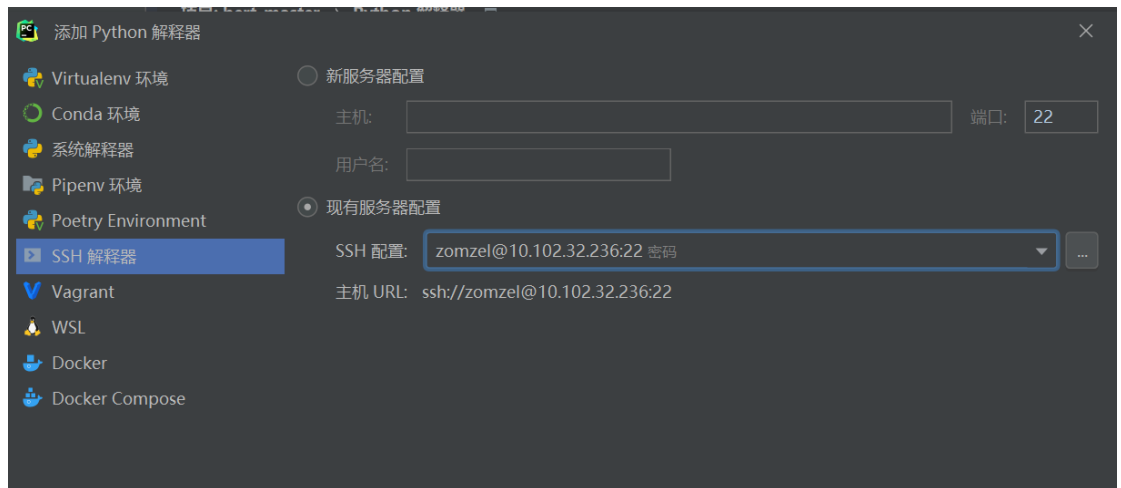 添加 Python 解释器
Virtualenv 环境
Conda 环境
系统解释器
Pipenv 环境
Poetry Environment
SSH 解释器
Vagrant
WSL
Docker
Docker Compose
新服务器配置
主机: 端口: 22
用户名:
现有服务器配置
SSH 配置: zomzel@10.102.32.236:22 密码 ...
主机 URL: ssh://zomzel@10.102.32.236:22